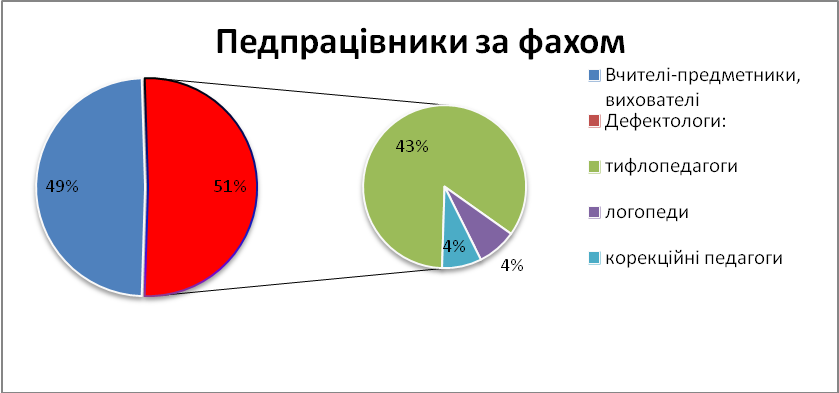 Педпрацівники за фахом
49%
51%
43%
4%
4%
Вчителі-предметники,
вихователі
Дефектологи:
тифлопедагоги
логопеди
корекційні педагоги